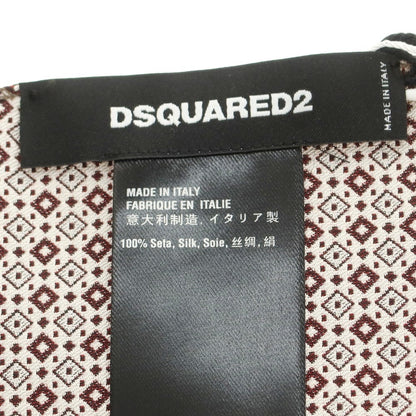 DSQUARED2
MADE IN ITALY
MADE IN ITALY
FABRIQUE EN ITALIE
意大利制造, イタリア製
100% Seta, Silk, Soie, 丝绸, 絹